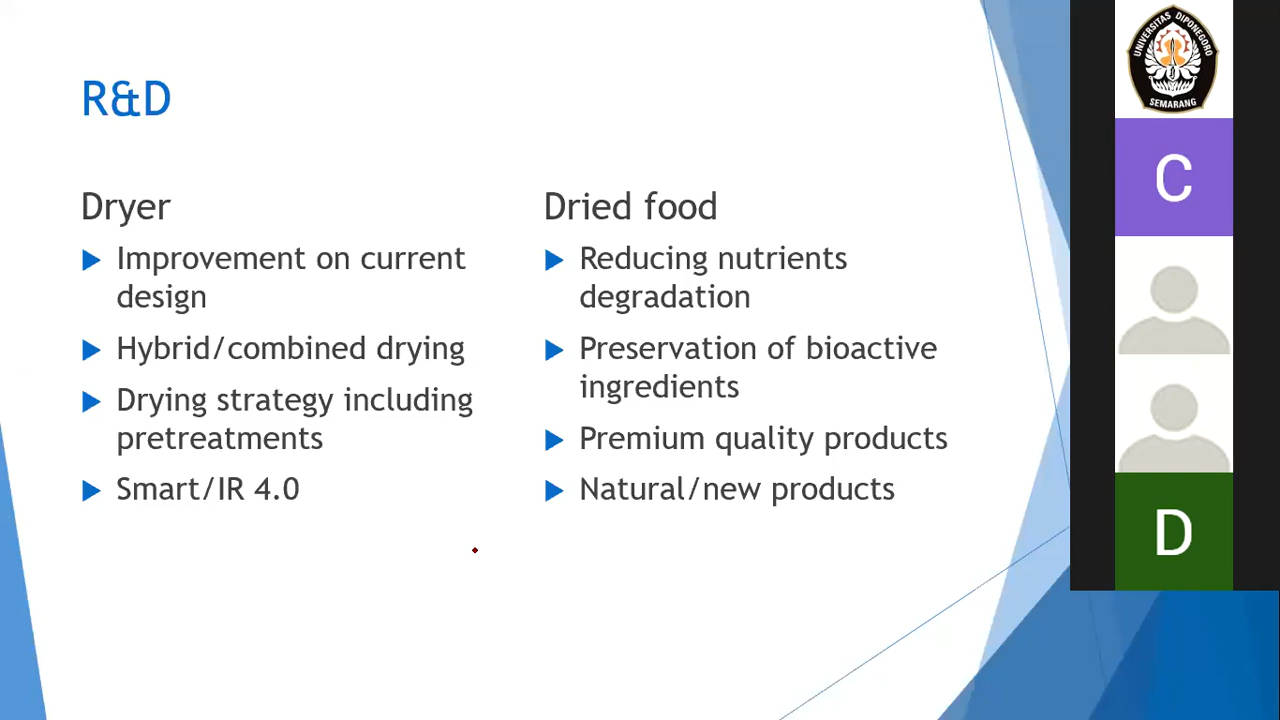 R&D
Dryer
Improvement on current
design
Hybrid/combined drying
Drying strategy including
pretreatments
Smart/IR 4.0
Dried food
Reducing nutrients
degradation
Preservation of bioactive
ingredients
Premium quality products
Natural/new products
UNIVERSITAS DIPONEGORO
SEMARANG
C
D